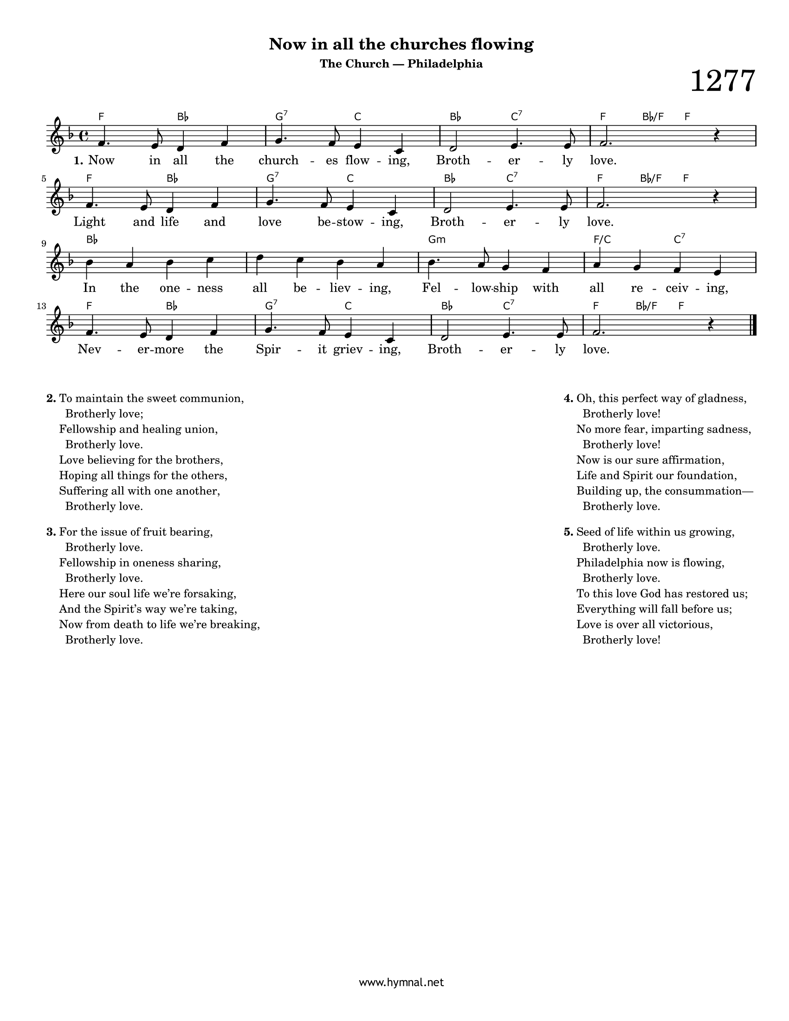 Now in all the churches flowing
The Church — Philadelphia
1277
F B♭ G7 C B♭ C7 F B♭/F F
1. Now in all the church - es flow - ing, Broth - er - ly love.
5 F B♭ G7 C B♭ C7 F B♭/F F
Light and life and love be-stow - ing, Broth - er - ly love.
9 B♭ Gm F/C C7
In the one - ness all be - liev - ing, Fel - low-ship with all re - ceiv - ing,
13 F B♭ G7 C B♭ C7 F B♭/F F
Nev - er-more the Spir - it griev - ing, Broth - er - ly love.
2. To maintain the sweet communion,
Brotherly love;
Fellowship and healing union,
Brotherly love.
Love believing for the brothers,
Hoping all things for the others,
Suffering all with one another,
Brotherly love.
3. For the issue of fruit bearing,
Brotherly love.
Fellowship in oneness sharing,
Brotherly love.
Here our soul life we're forsaking,
And the Spirit's way we're taking,
Now from death to life we're breaking,
Brotherly love.
4. Oh, this perfect way of gladness,
Brotherly love!
No more fear, imparting sadness,
Brotherly love!
Now is our sure affirmation,
Life and Spirit our foundation,
Building up, the consummation—
Brotherly love.
5. Seed of life within us growing,
Brotherly love.
Philadelphia now is flowing,
Brotherly love.
To this love God has restored us;
Everything will fall before us;
Love is over all victorious,
Brotherly love!
www.hymnal.net